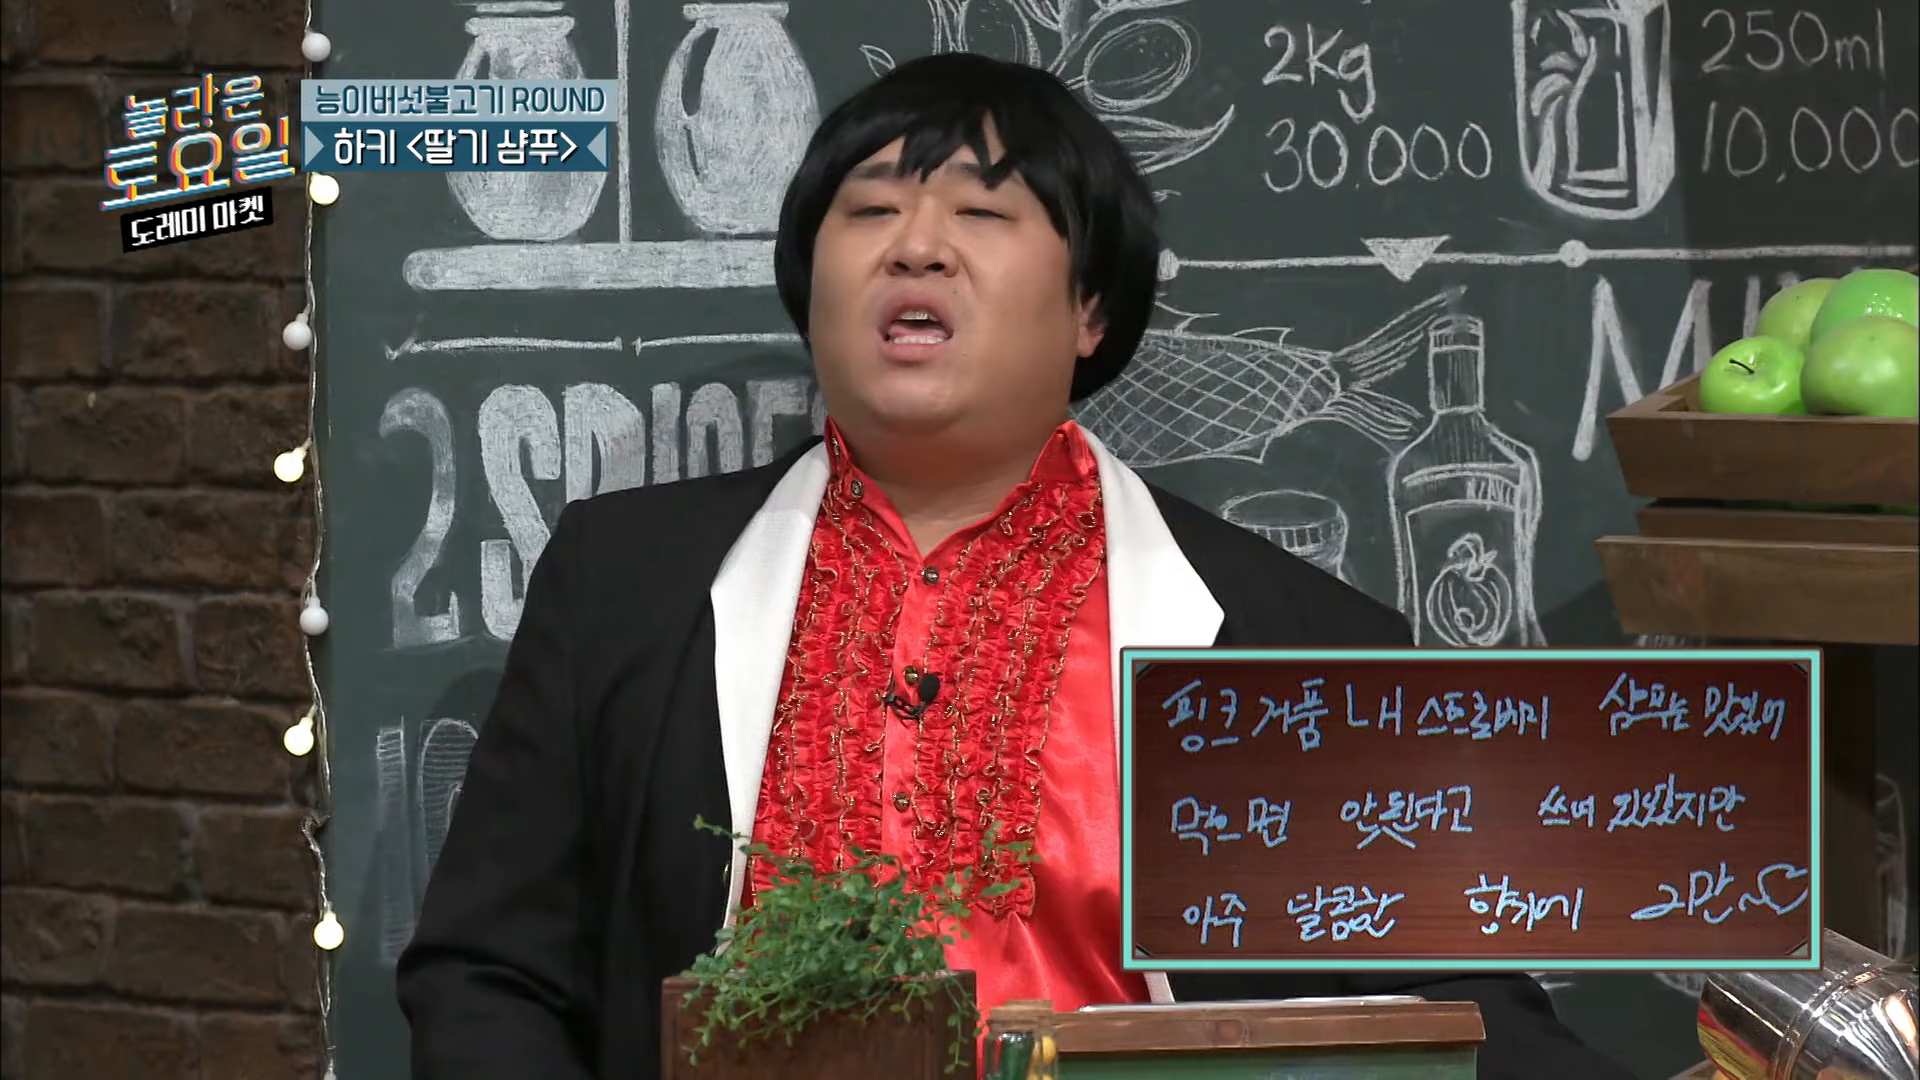 놀라운
토요일
도레미 마켓
능이버섯불고기 ROUND
하키 <딸기 샴푸>
2Kg
30.000
250ml
10,000
2 SPICES
핑크 거품 내 스트로베리 샴푸는 맛있어
먹으면 안된다고 쓰여 있었지만
아주 달콤한 향기에 그만~♡